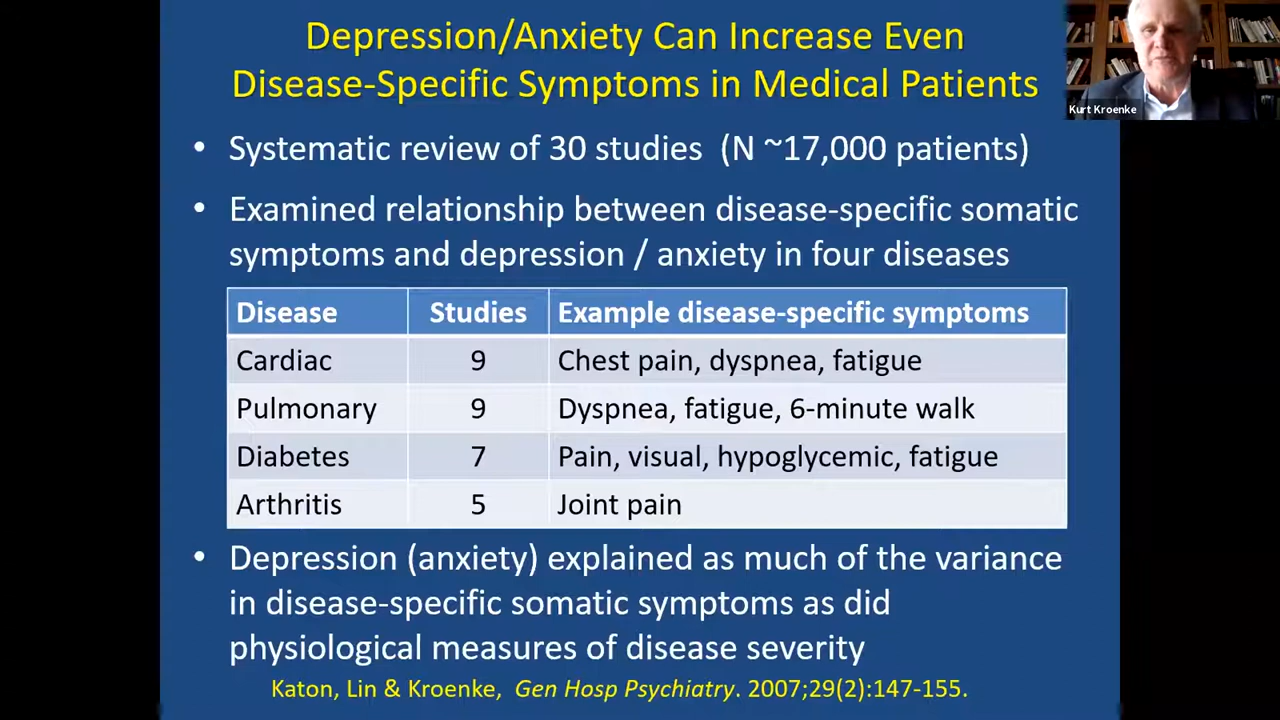 Depression/Anxiety Can Increase Even
Disease-Specific Symptoms in Medical Patients
Kurt Kroenke
• Systematic review of 30 studies (N ~17,000 patients)
• Examined relationship between disease-specific somatic
symptoms and depression / anxiety in four diseases
Disease Studies Example disease-specific symptoms
Cardiac 9 Chest pain, dyspnea, fatigue
Pulmonary 9 Dyspnea, fatigue, 6-minute walk
Diabetes 7 Pain, visual, hypoglycemic, fatigue
Arthritis 5 Joint pain
• Depression (anxiety) explained as much of the variance
in disease-specific somatic symptoms as did
physiological measures of disease severity
Katon, Lin & Kroenke, Gen Hosp Psychiatry. 2007;29(2):147-155.